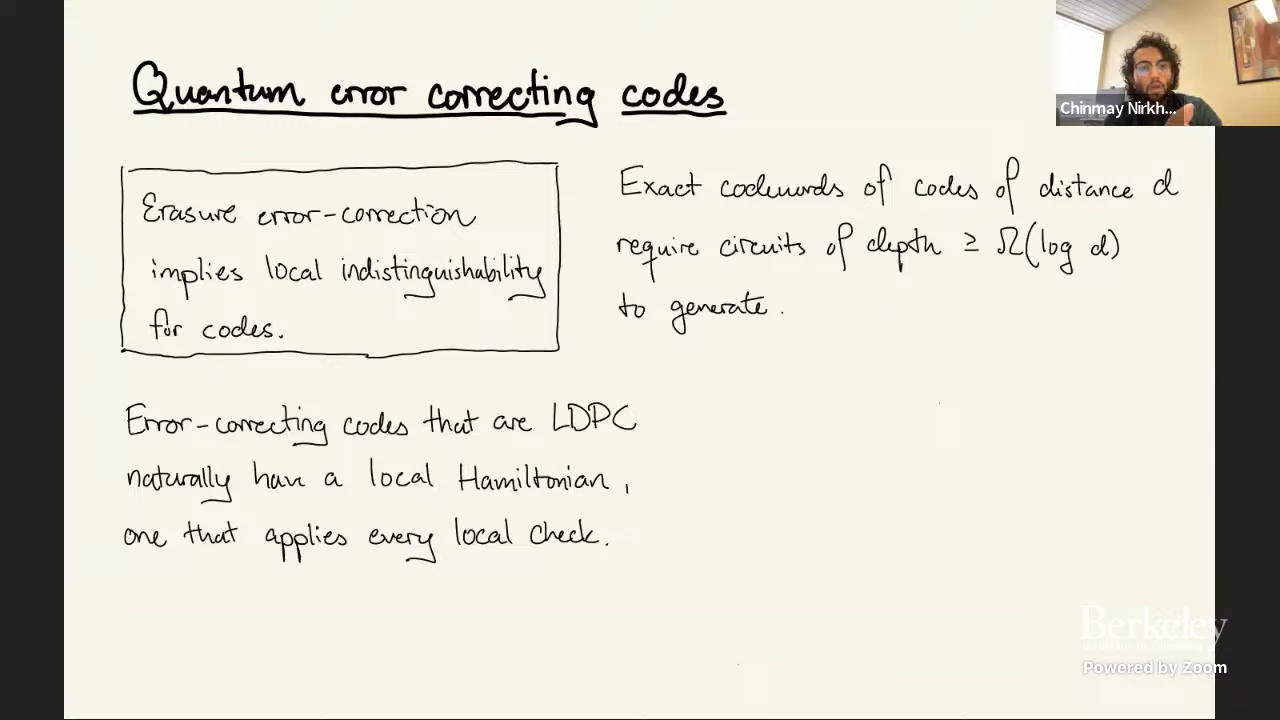 Quantum error correcting codes
Chinmay Nirkh...
Erasure error-correction
implies local indistinguishability
for codes.
Exact codewords of codes of distance d
require circuits of depth ≥ Ω(log d)
to generate.
Error-correcting codes that are LDPC
naturally have a local Hamiltonian,
one that applies every local check.
Berkeley
Powered by Zoom